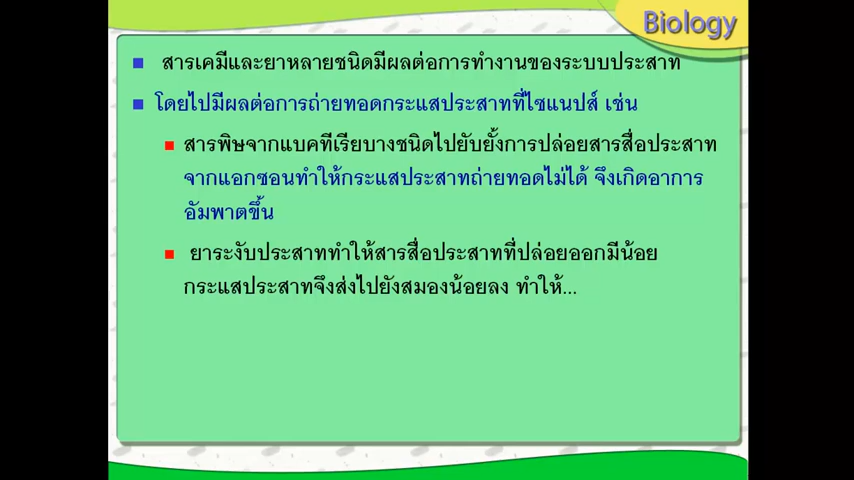 Biology
สารเคมีและยาหลายชนิดมีผลต่อการทำงานของระบบประสาท
โดยไปมีผลต่อการถ่ายทอดกระแสประสาทที่ไซแนปส์ เช่น
สารพิษจากแบคทีเรียบางชนิดไปยับยั้งการปล่อยสารสื่อประสาท
จากแอกซอนทำให้กระแสประสาทถ่ายทอดไม่ได้ จึงเกิดอาการ
อัมพาตขึ้น
ยาระงับประสาททำให้สารสื่อประสาทที่ปล่อยออกมีน้อย
กระแสประสาทจึงส่งไปยังสมองน้อยลง ทำให้...